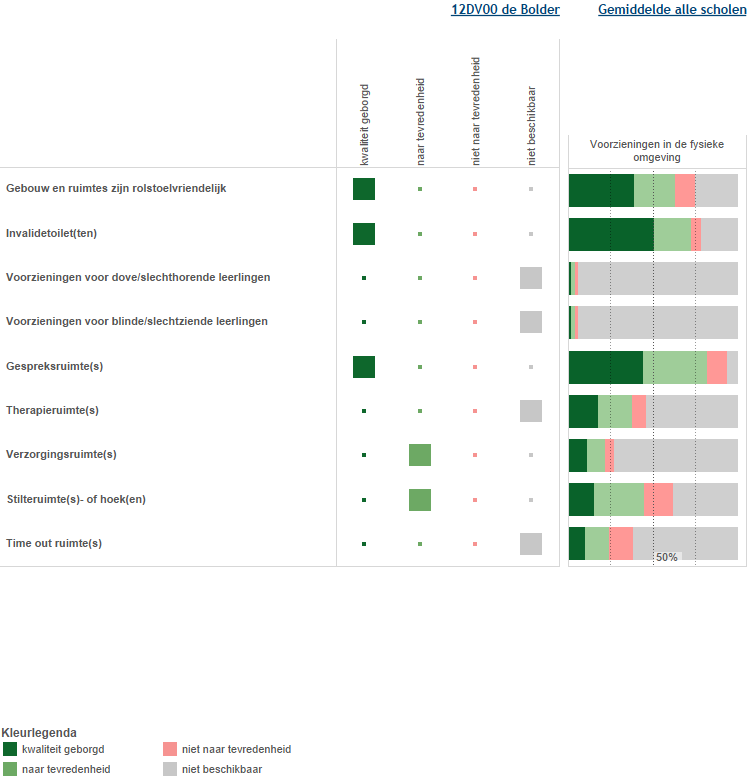 12DV00 de Bolder
Gemiddelde alle scholen
kwaliteit geborgd
naar tevredenheid
niet naar tevredenheid
niet beschikbaar
Voorzieningen in de fysieke
omgeving
Gebouw en ruimtes zijn rolstoelvriendelijk
Invalidetoilet(ten)
Voorzieningen voor dove/slechthorende leerlingen
Voorzieningen voor blinde/slechtziende leerlingen
Gespreksruimte(s)
Therapieruimte(s)
Verzorgingsruimte(s)
Stilteruimte(s)- of hoek(en)
Time out ruimte(s)
50%
Kleurlegenda
kwaliteit geborgd
niet naar tevredenheid
naar tevredenheid
niet beschikbaar